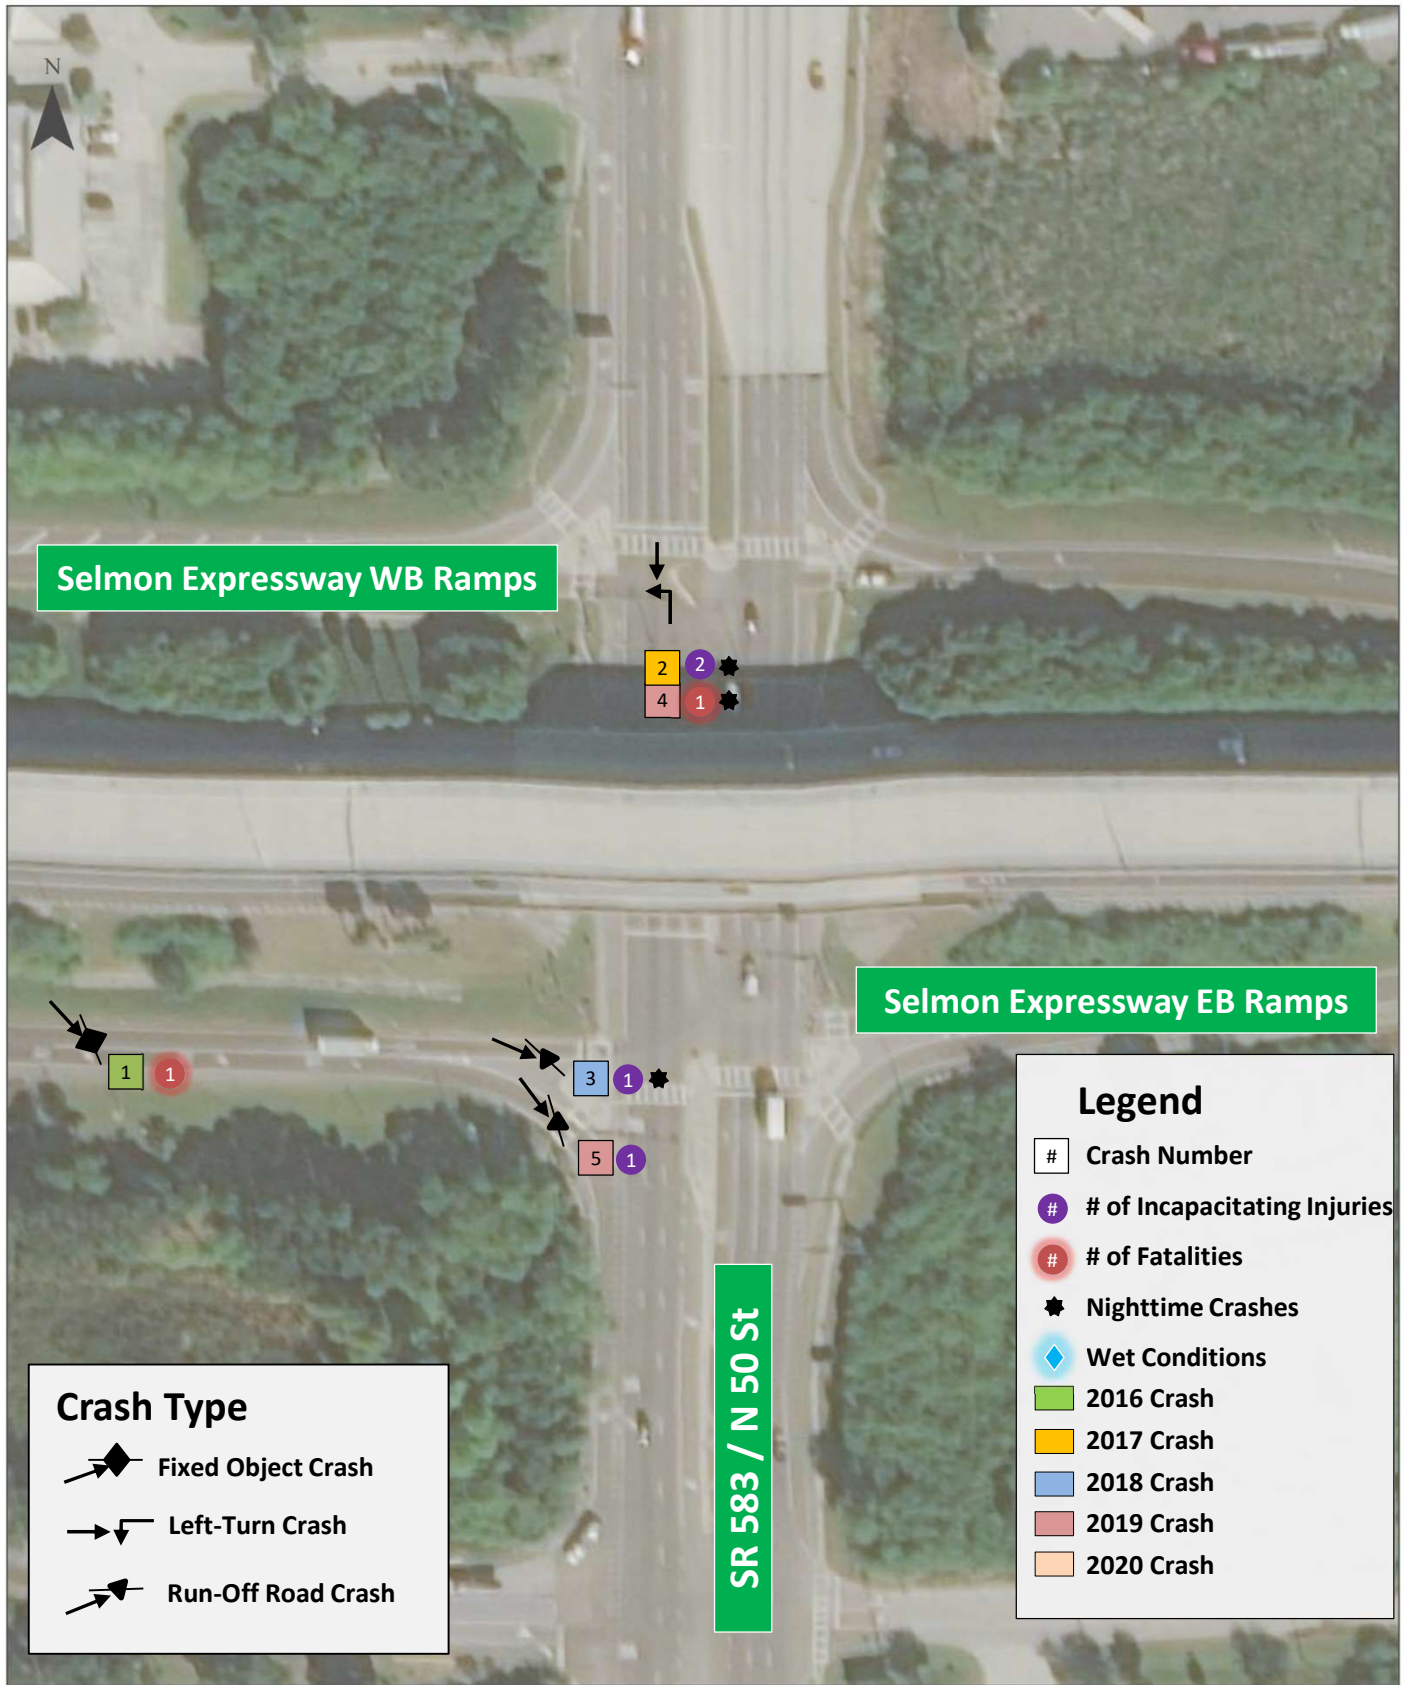 N
Selmon Expressway WB Ramps
2 2
4 1
Selmon Expressway EB Ramps
1 1
3 1
5 1
SR 583 / N 50 St
Legend
# Crash Number
# # of Incapacitating Injuries
# # of Fatalities
Nighttime Crashes
Wet Conditions
2016 Crash
2017 Crash
2018 Crash
2019 Crash
2020 Crash
Crash Type
Fixed Object Crash
Left-Turn Crash
Run-Off Road Crash